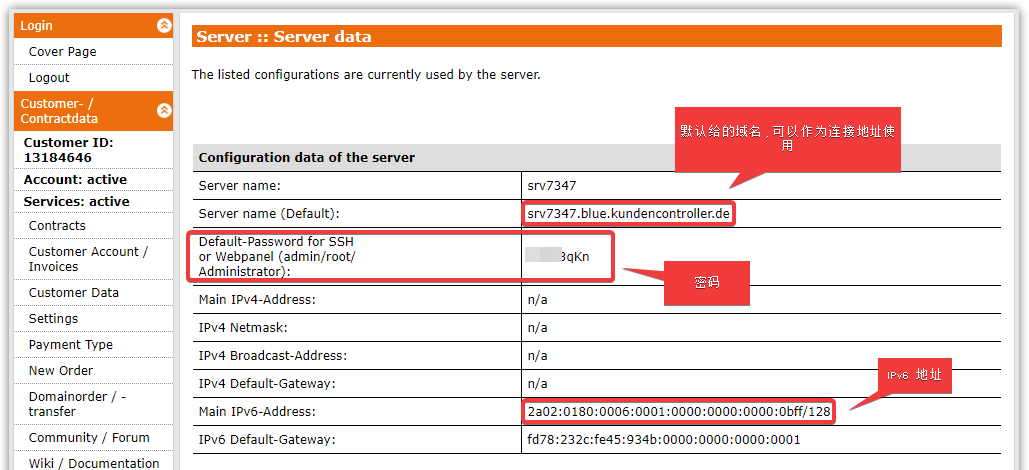 Login
Cover Page
Logout
Customer- /
Contractdata
Customer ID:
13184646
Account: active
Services: active
Contracts
Customer Account /
Invoices
Customer Data
Settings
Payment Type
New Order
Domainorder / -
transfer
Community / Forum
Wiki / Documentation
Server :: Server data
The listed configurations are currently used by the server.
默认给的域名,可以作为连接地址使
用
Configuration data of the server
Server name: srv7347
Server name (Default): srv7347.blue.kundencontroller.de
Default-Password for SSH
or Webpanel (admin/root/
Administrator):
qKn
密码
Main IPv4-Address: n/a
IPv4 Netmask: n/a
IPv4 Broadcast-Address: n/a
IPv4 Default-Gateway: n/a
IPv6 地址
Main IPv6-Address: 2a02:0180:0006:0001:0000:0000:0000:0bff/128
IPv6 Default-Gateway: fd78:232c:fe45:934b:0000:0000:0000:0001